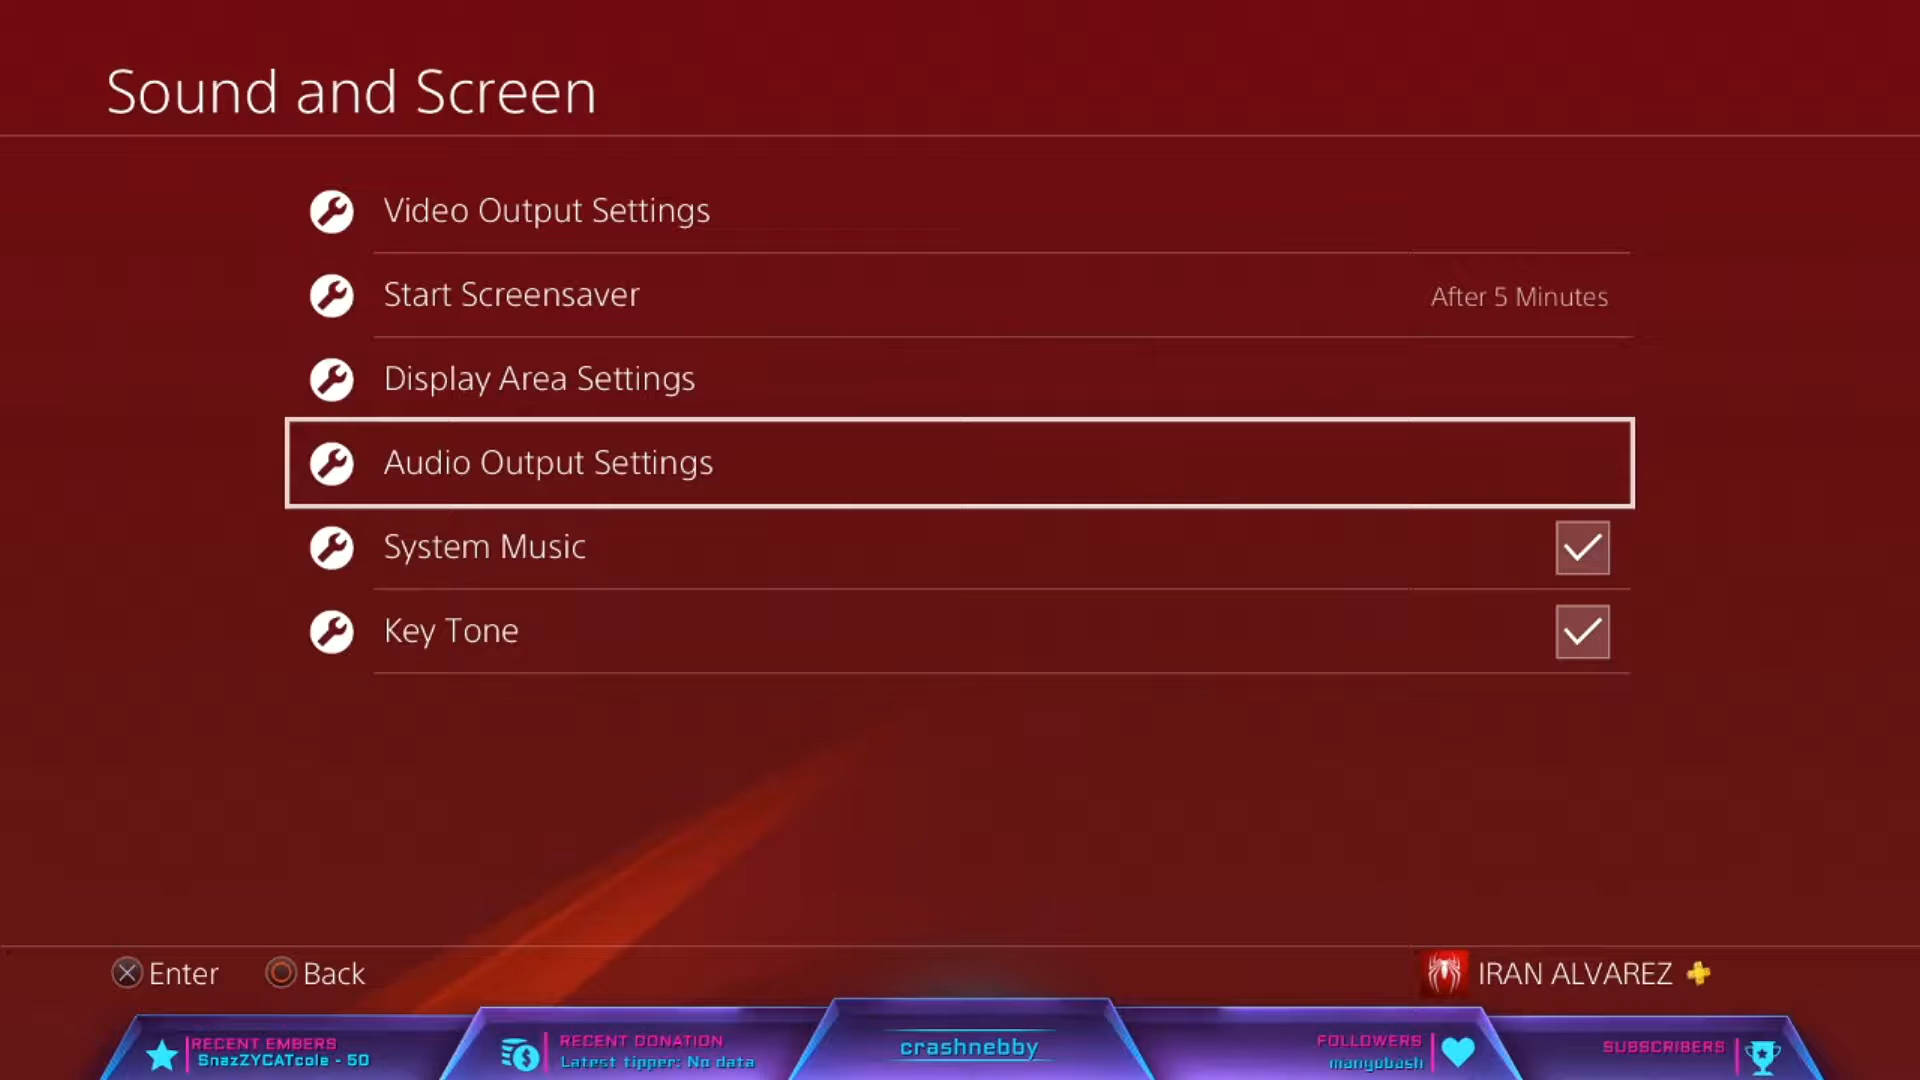 Sound and Screen
Video Output Settings
Start Screensaver
After 5 Minutes
Display Area Settings
Audio Output Settings
System Music
Key Tone
Enter
Back
IRAN ALVAREZ
RECENT EMBERS
SnazZYCATcole - 50
RECENT DONATION
Latest tipper: No data
crashnebby
FOLLOWERS
manyobash
SUBSCRIBERS